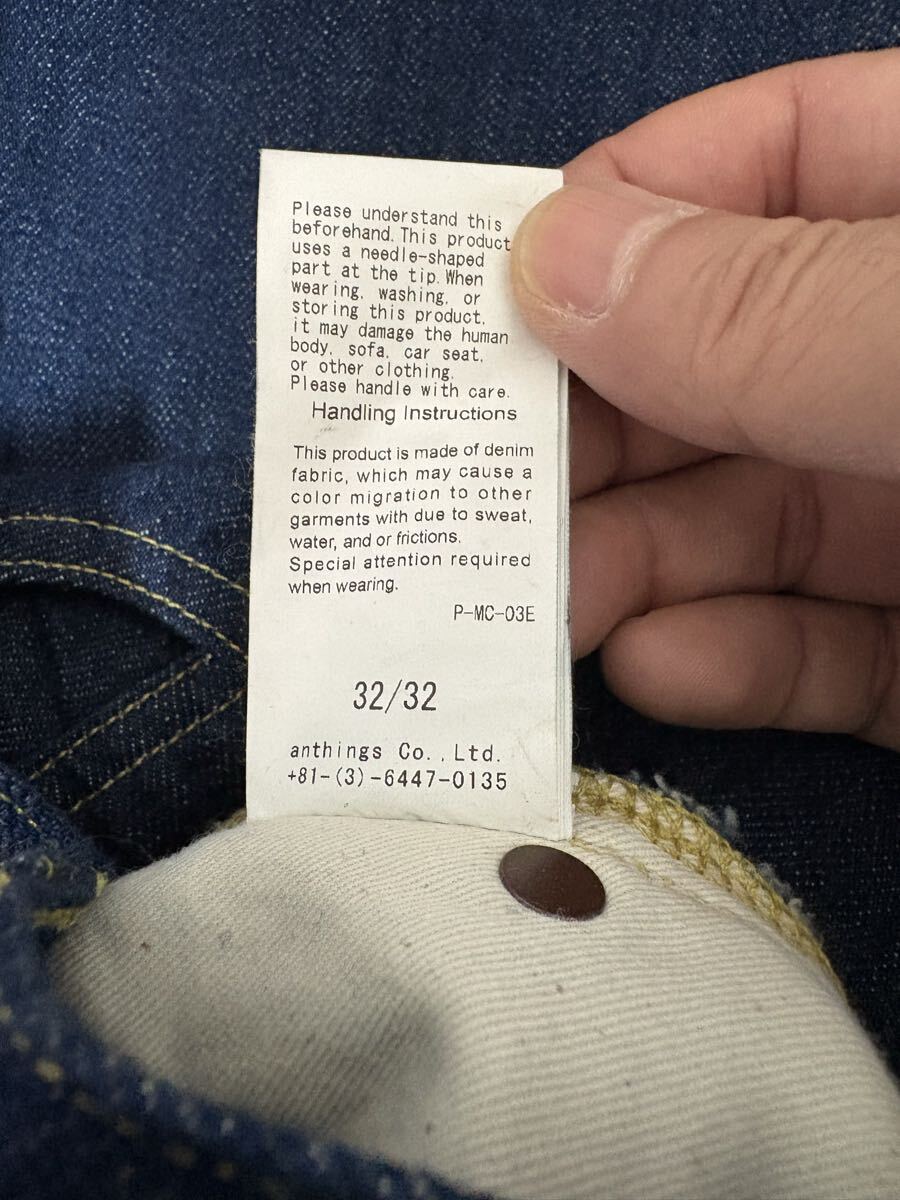 Please understand this
beforehand. This product
uses a needle-shaped
part at the tip. When
wearing, washing, or
storing this product,
it may damage the human
body, sofa, car seat,
or other clothing.
Please handle with care.
Handling Instructions
This product is made of denim
fabric, which may cause a
color migration to other
garments with due to sweat,
water, and or frictions.
Special attention required
when wearing.
P-MC-03E
32/32
anthings Co.,Ltd.
+81-(3)-6447-0135